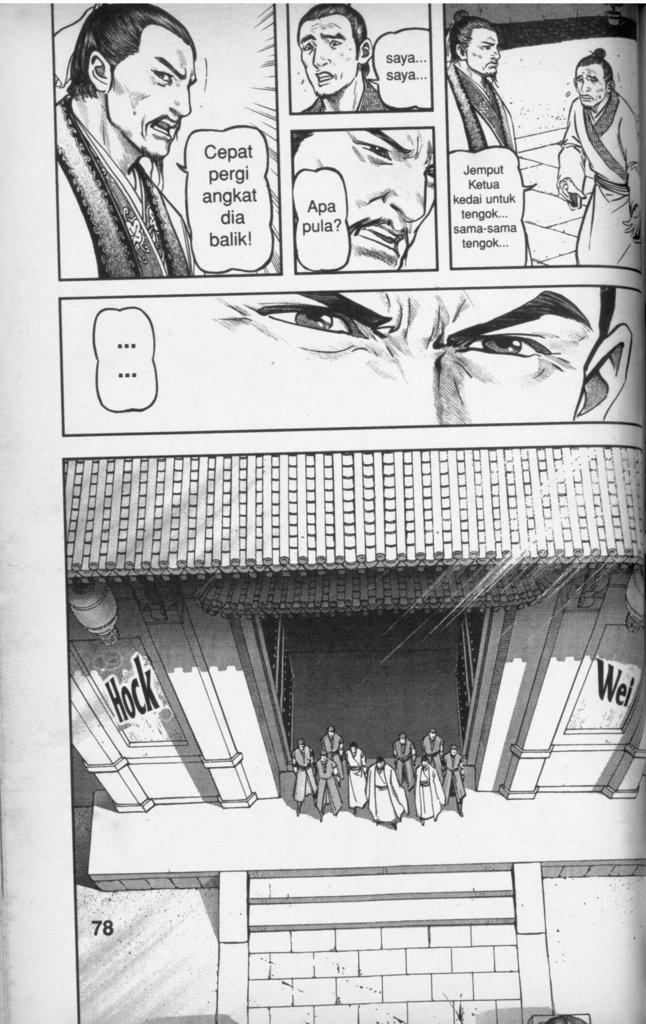 Cepat
pergi
angkat
dia
balik!
saya...
saya...
Apa
pula?
Jemput
Ketua
kedai untuk
tengok...
sama-sama
tengok...
...
...
Hock
Wei
78